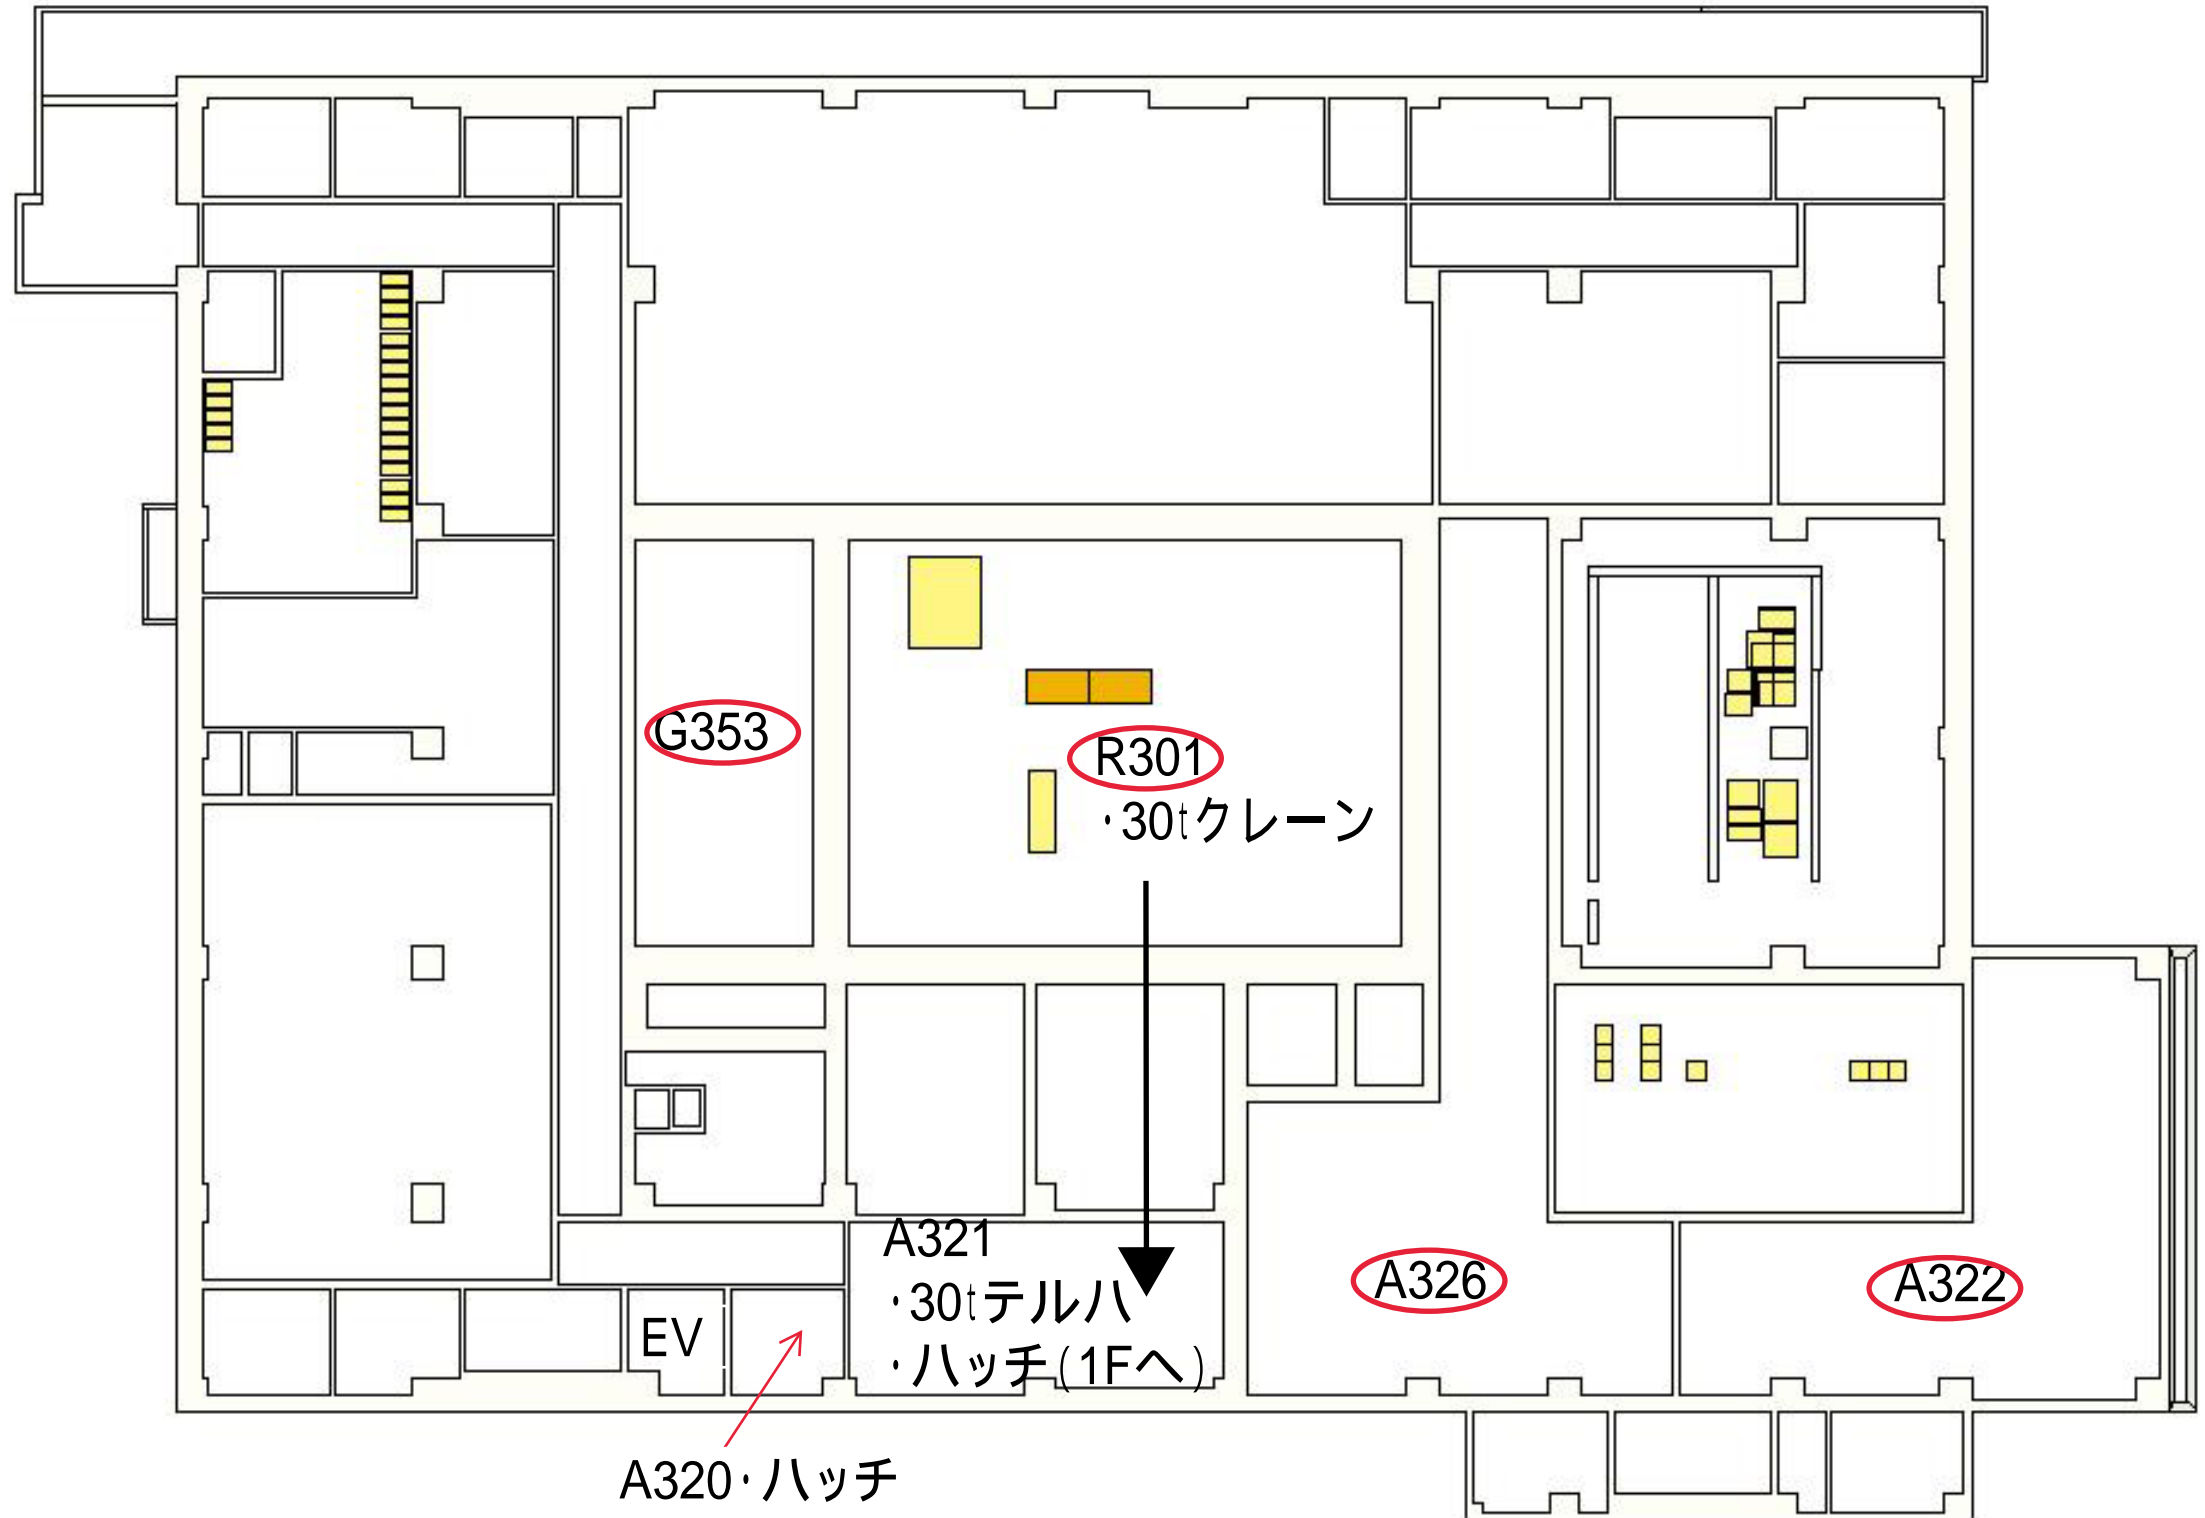 G353
R301
・30tクレーン
A321
・30tテルハ
・ハッチ(1Fへ)
A326
A322
EV
A320・ハッチ